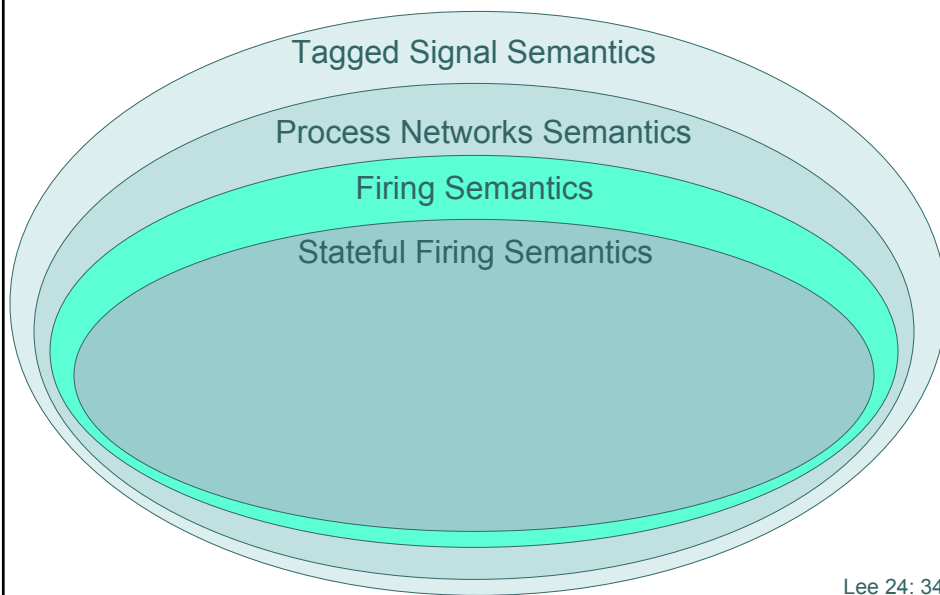 Tagged Signal Semantics
Process Networks Semantics
Firing Semantics
Stateful Firing Semantics
Lee 24: 34